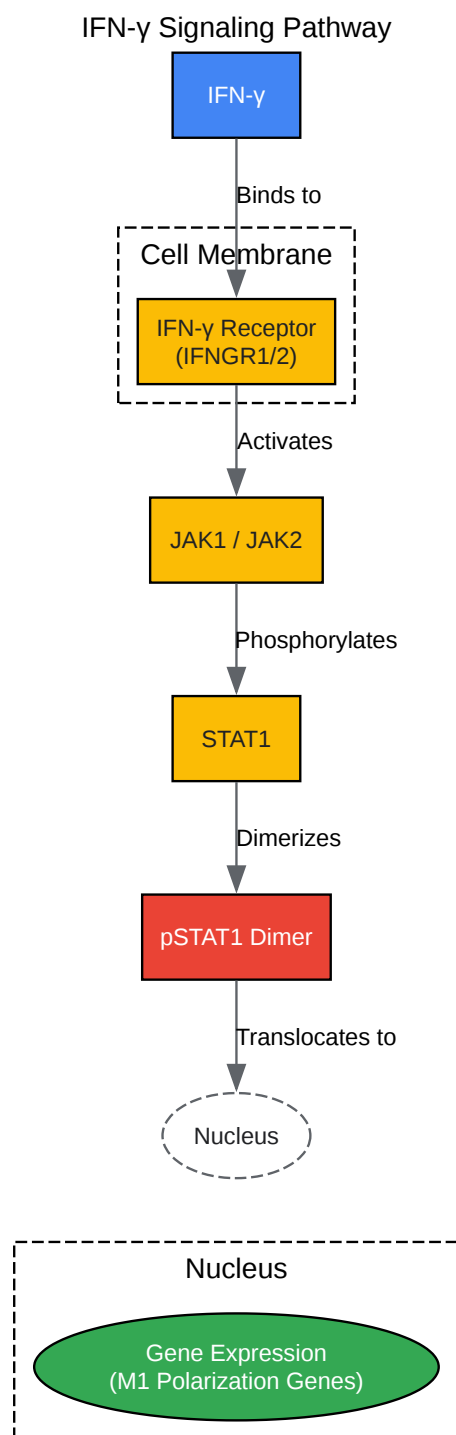 IFN-γ Signaling Pathway
IFN-γ
Binds to
Cell Membrane
IFN-γ Receptor
(IFNGR1/2)
Activates
JAK1 / JAK2
Phosphorylates
STAT1
Dimerizes
pSTAT1 Dimer
Translocates to
Nucleus
Nucleus
Gene Expression
(M1 Polarization Genes)